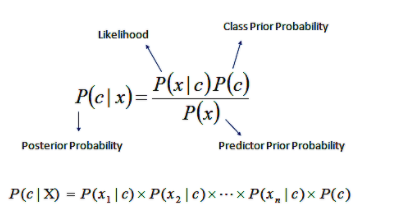 Likelihood
Class Prior Probability
P(c|x) = P(x|c)P(c) / P(x)
Posterior Probability
Predictor Prior Probability
P(c|X) = P(x₁|c) × P(x₂|c) × ⋯ × P(xₙ|c) × P(c)